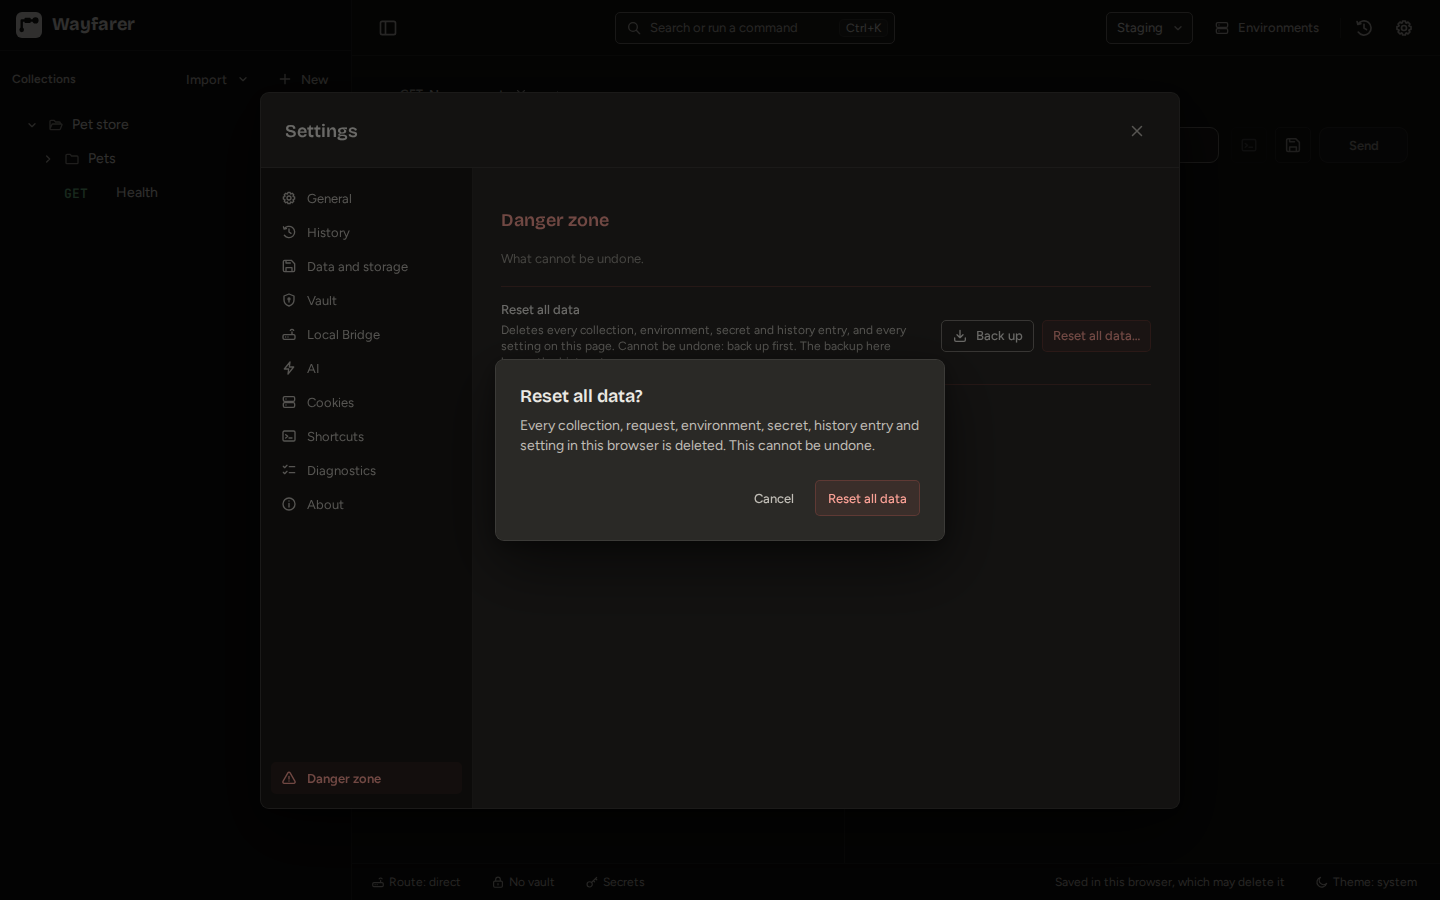 Wayfarer
Search or run a command
Ctrl+K
Staging
Environments
Collections
Import
New
Pet store
Pets
GET
Health
Send
Settings
General
History
Data and storage
Vault
Local Bridge
AI
Cookies
Shortcuts
Diagnostics
About
Danger zone
Danger zone
What cannot be undone.
Reset all data
Deletes every collection, environment, secret and history entry, and every
setting on this page. Cannot be undone: back up first. The backup here
Back up
Reset all data...
Reset all data?
Every collection, request, environment, secret, history entry and
setting in this browser is deleted. This cannot be undone.
Cancel
Reset all data
Route: direct
No vault
Secrets
Saved in this browser, which may delete it
Theme: system